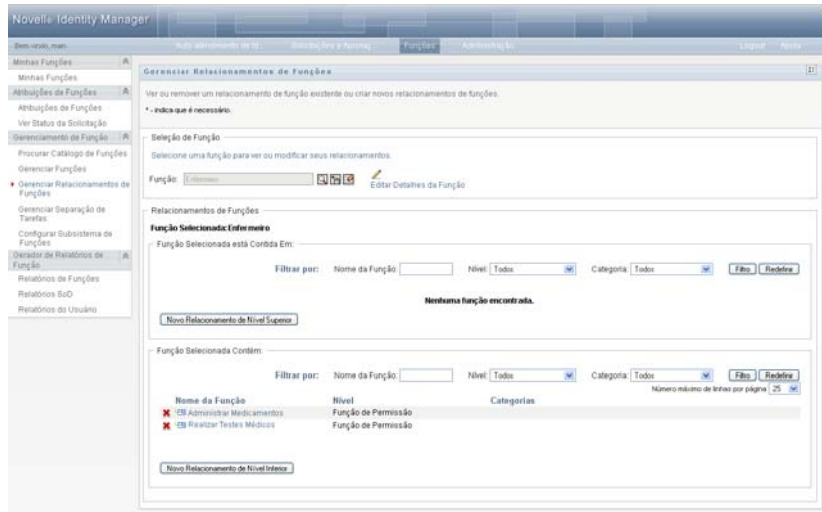 Novell® Identity Manager
Bem-vindo, mari.
Funções
Administração
Logout Ajuda
Minhas Funções
Minhas Funções
Atribuições de Funções
Atribuições de Funções
Ver Status da Solicitação
Gerenciamento de Função
Procurar Catálogo de Funções
Gerenciar Funções
Gerenciar Relacionamentos de
Funções
Gerenciar Separação de
Tarefas
Configurar Subsistema de
Funções
Gerador de Relatórios de
Função
Relatórios de Funções
Relatórios SoD
Relatórios do Usuário
Gerenciar Relacionamentos de Funções
Ver ou remover um relacionamento de função existente ou criar novos relacionamentos de funções.
* - indica que é necessário.
Seleção de Função
Selecione uma função para ver ou modificar seus relacionamentos.
Função: Enfermeiro
Editar Detalhes da Função
Relacionamentos de Funções
Função Selecionada:Enfermeiro
Função Selecionada está Contida Em:
Filtrar por: Nome da Função: Nível: Todos Categoria: Todos Filtro Redefinir
Nenhuma função encontrada.
Novo Relacionamento de Nível Superior
Função Selecionada Contém:
Filtrar por: Nome da Função: Nível: Todos Categoria: Todos Filtro Redefinir
Número máximo de linhas por página 25
Nome da Função Nível Categorias
Administrar Medicamentos Função de Permissão
Realizar Testes Médicos Função de Permissão
Novo Relacionamento de Nível Inferior